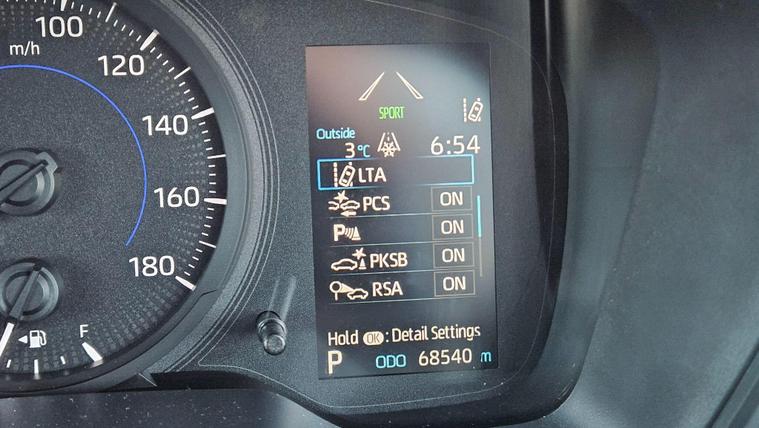 100
m/h
120
140
160
180
F
SPORT
Outside
3°C 6:54
LTA
PCS ON
P ON
PKSB ON
RSA ON
Hold OK: Detail Settings
P ODO 68540 m